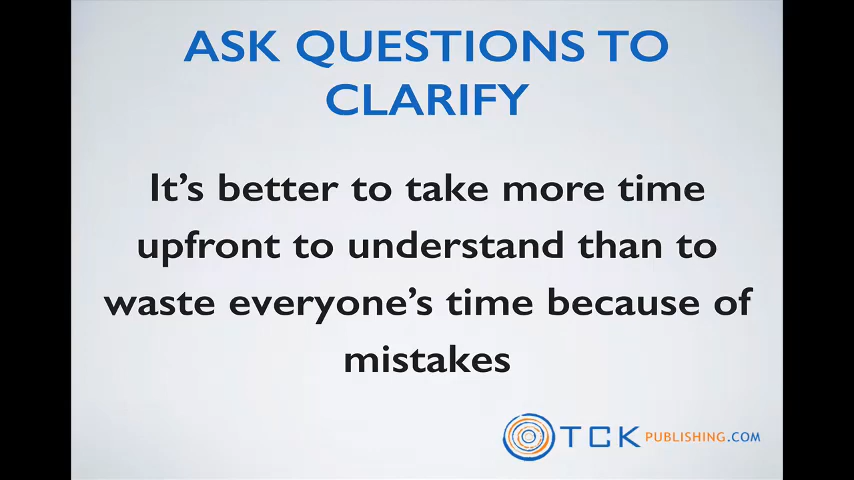 ASK QUESTIONS TO
CLARIFY
It’s better to take more time
upfront to understand than to
waste everyone’s time because of
mistakes
TCK PUBLISHING.COM